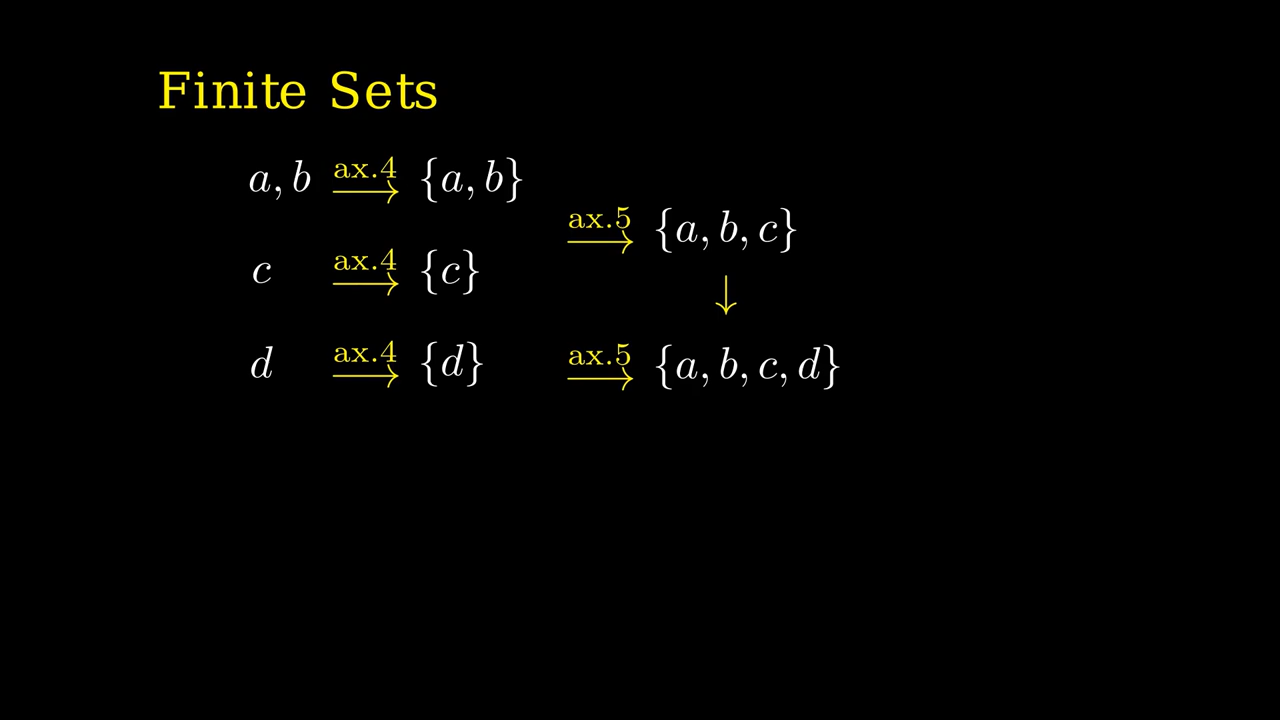 Finite Sets
a, b ax.4⟶ {a, b}
ax.5⟶ {a, b, c}
c ax.4⟶ {c}
↓
d ax.4⟶ {d} ax.5⟶ {a, b, c, d}